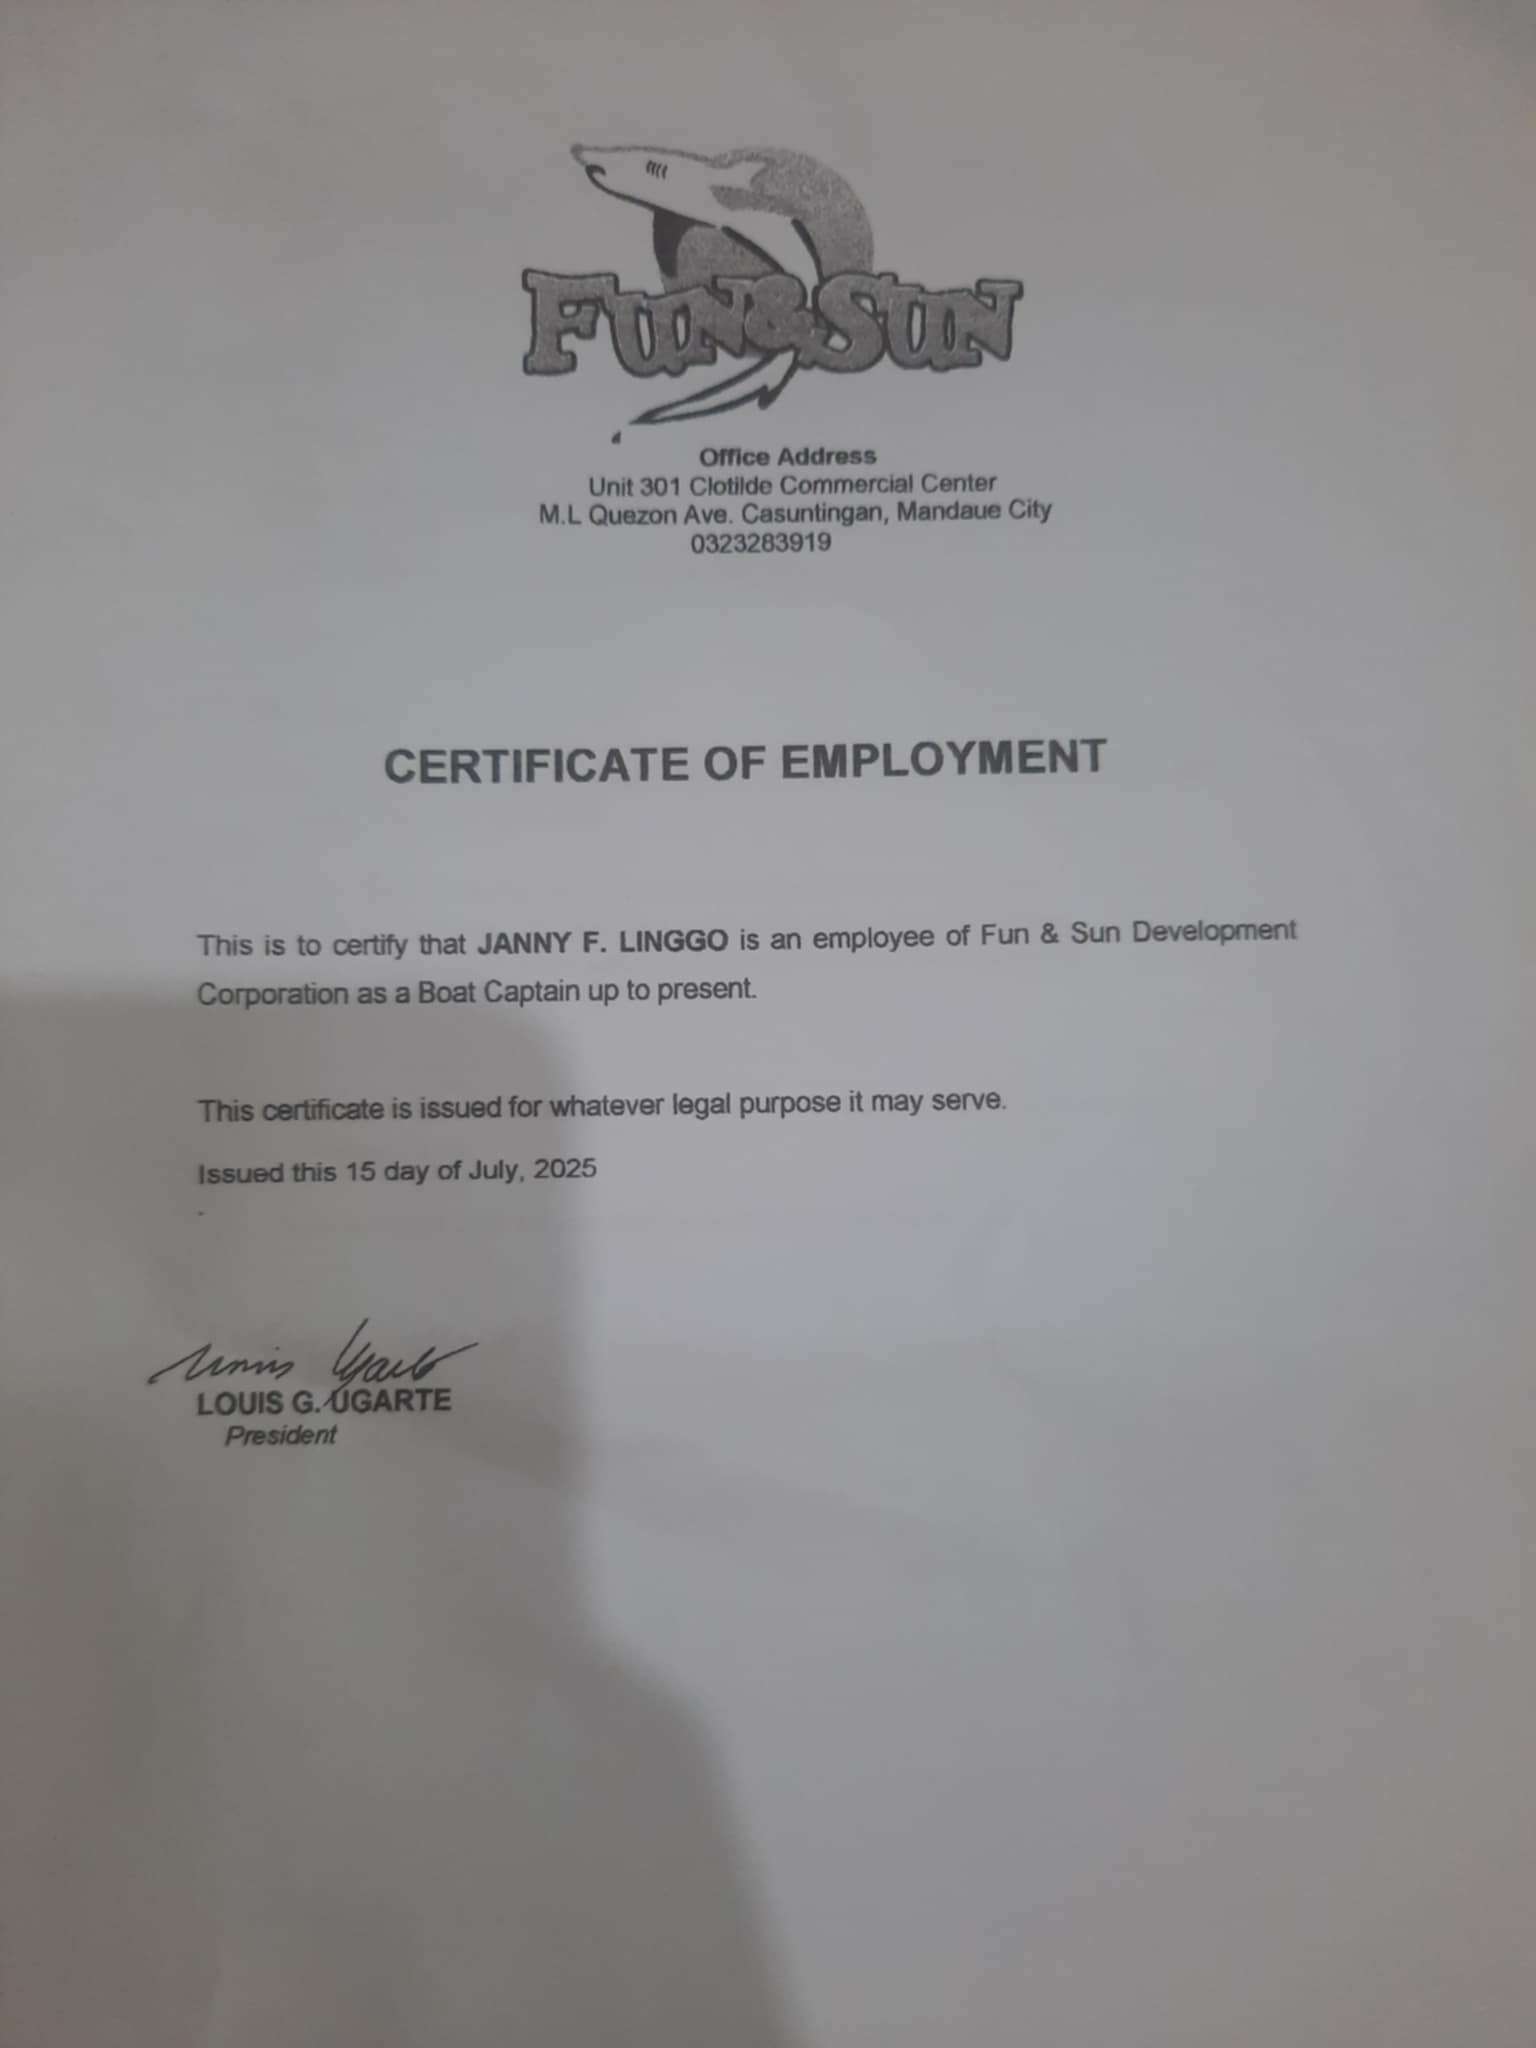 FUN&SUN
Office Address
Unit 301 Clotilde Commercial Center
M.L Quezon Ave. Casuntingan, Mandaue City
0323283919
CERTIFICATE OF EMPLOYMENT
This is to certify that JANNY F. LINGGO is an employee of Fun & Sun Development
Corporation as a Boat Captain up to present.
This certificate is issued for whatever legal purpose it may serve.
Issued this 15 day of July, 2025
LOUIS G. UGARTE
President